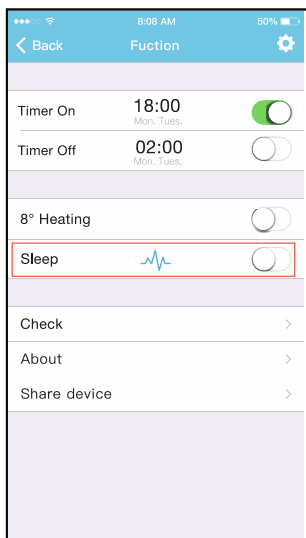 8:08 AM 50%
Back Fuction
Timer On 18:00
Mon. Tues.
Timer Off 02:00
Mon. Tues.
8° Heating
Sleep
Check
About
Share device